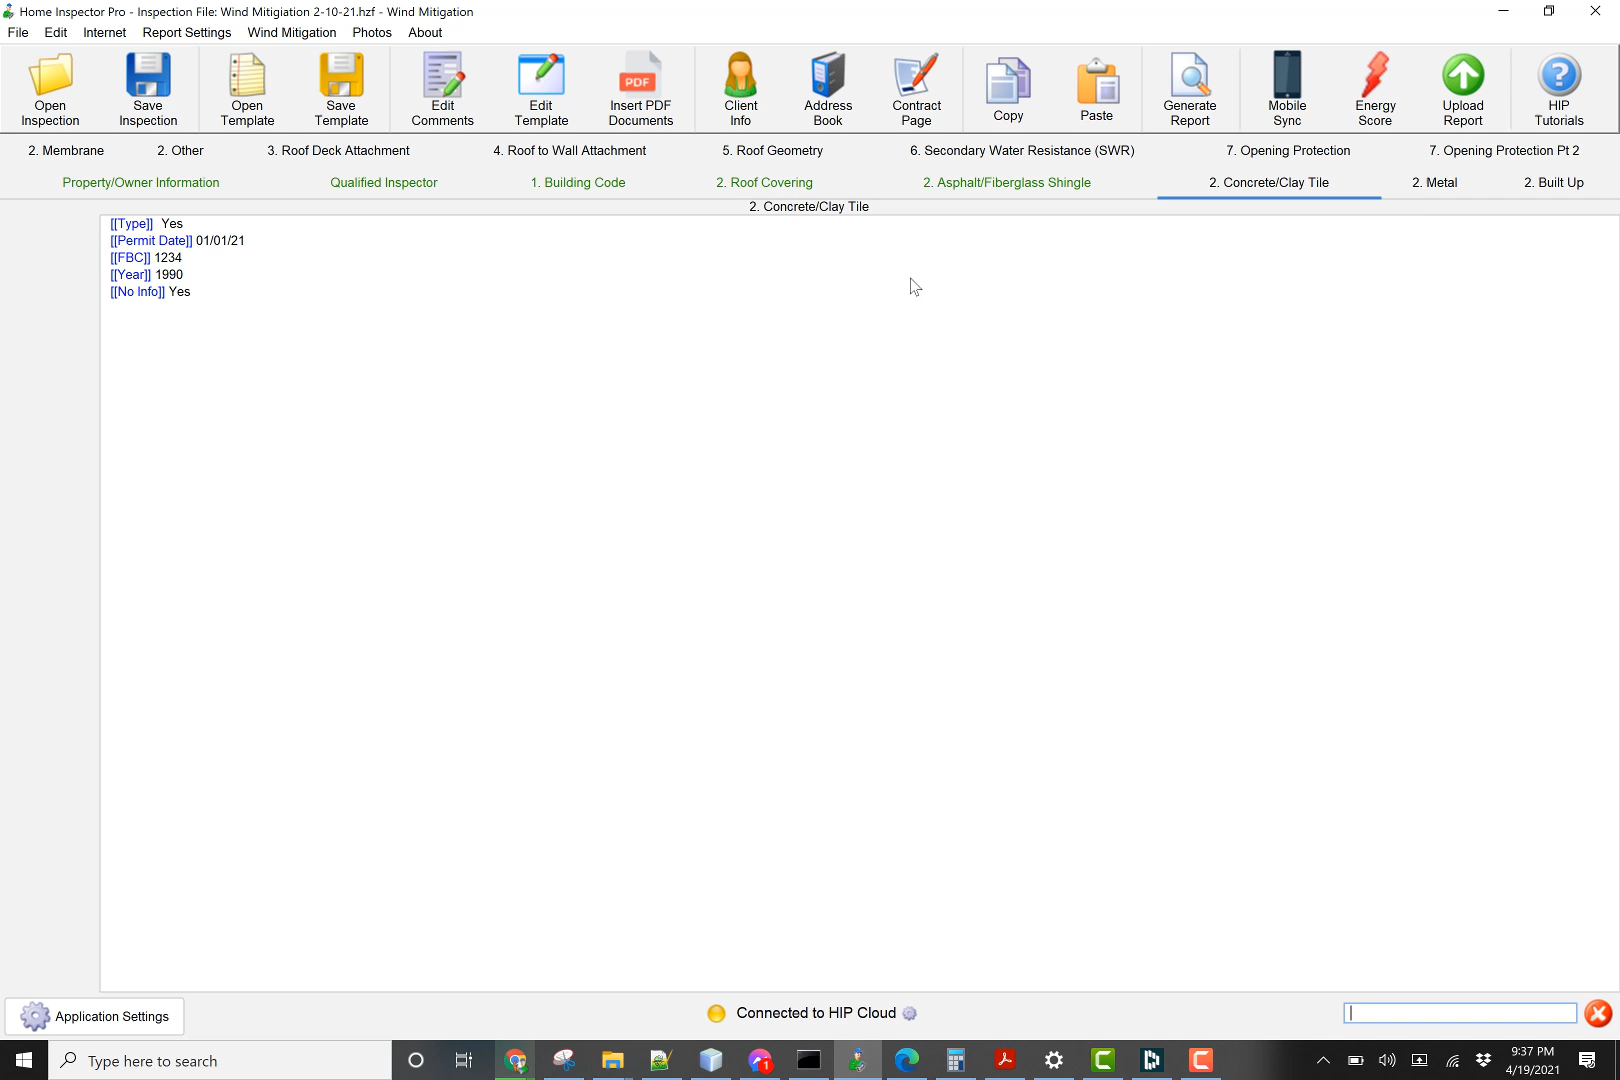 Home Inspector Pro - Inspection File: Wind Mitigiation 2-10-21.hzf - Wind Mitigation
File Edit Internet Report Settings Wind Mitigation Photos About
Open Inspection
Save Inspection
Open Template
Save Template
Edit Comments
Edit Template
PDF
Insert PDF Documents
Client Info
Address Book
Contract Page
Copy
Paste
Generate Report
Mobile Sync
Energy Score
Upload Report
?
HIP Tutorials
2. Membrane 2. Other 3. Roof Deck Attachment 4. Roof to Wall Attachment 5. Roof Geometry 6. Secondary Water Resistance (SWR) 7. Opening Protection 7. Opening Protection Pt 2
Property/Owner Information Qualified Inspector 1. Building Code 2. Roof Covering 2. Asphalt/Fiberglass Shingle 2. Concrete/Clay Tile 2. Metal 2. Built Up
2. Concrete/Clay Tile
[[Type]] Yes
[[Permit Date]] 01/01/21
[[FBC]] 1234
[[Year]] 1990
[[No Info]] Yes
Application Settings
Connected to HIP Cloud
Type here to search
1
9:37 PM
4/19/2021